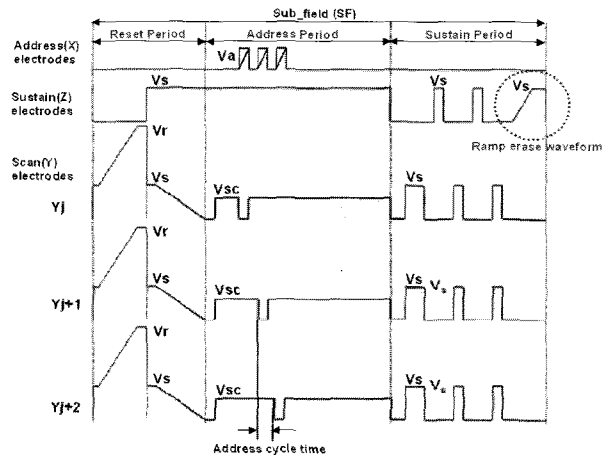 Sub_field (SF)
Reset Period Address Period Sustain Period
Address(X)
electrodes
Va
Sustain(Z)
electrodes
Vs Vs Vs
Ramp erase waveform
Vr
Scan(Y)
electrodes
Vs Vsc Vs
Yj
Vr
Vs Vsc Vs Vs
Yj+1
Vr
Vs Vsc Vs Vs
Yj+2
Address cycle time